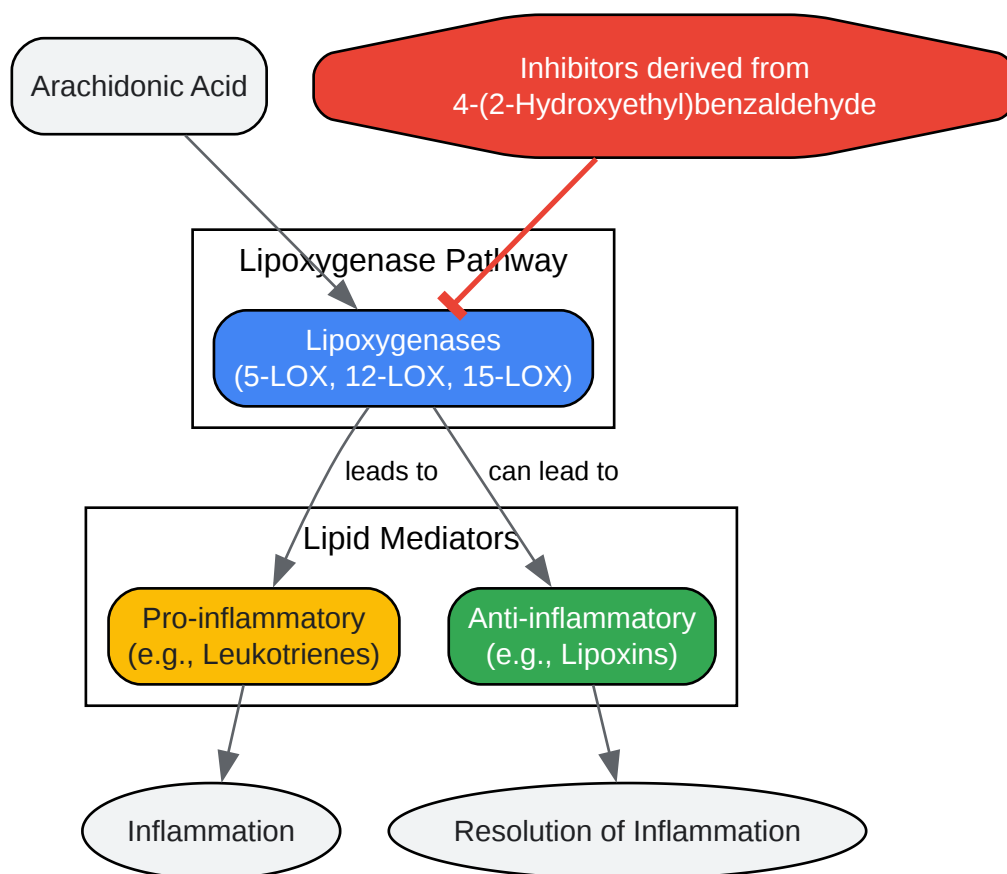 Arachidonic Acid
Inhibitors derived from
4-(2-Hydroxyethyl)benzaldehyde
Lipoxygenase Pathway
Lipoxygenases
(5-LOX, 12-LOX, 15-LOX)
leads to
can lead to
Lipid Mediators
Pro-inflammatory
(e.g., Leukotrienes)
Anti-inflammatory
(e.g., Lipoxins)
Inflammation
Resolution of Inflammation